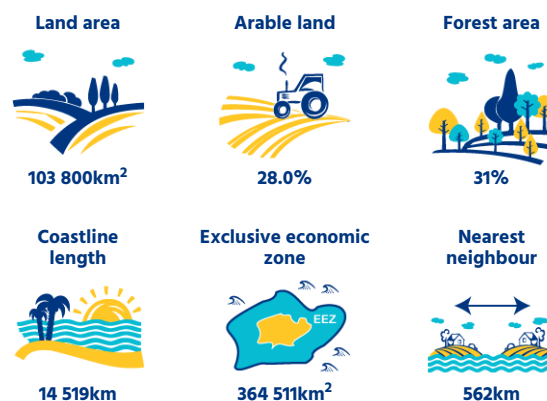 Land area
Arable land
Forest area
103 800km²
28.0%
31%
Coastline
length
Exclusive economic
zone
Nearest
neighbour
EEZ
14 519km
364 511km²
562km